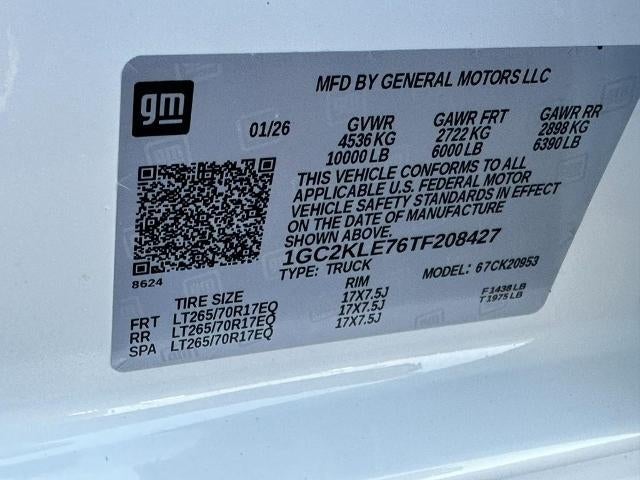 gm
MFD BY GENERAL MOTORS LLC
01/26 GVWR GAWR FRT GAWR RR
4536 KG 2722 KG 2898 KG
10000 LB 6000 LB 6390 LB
THIS VEHICLE CONFORMS TO ALL
APPLICABLE U.S. FEDERAL MOTOR
VEHICLE SAFETY STANDARDS IN EFFECT
ON THE DATE OF MANUFACTURE
SHOWN ABOVE.
1GC2KLE76TF208427
8624
TYPE: TRUCK MODEL: 67CK20953
TIRE SIZE RIM
FRT LT265/70R17EQ 17X7.5J F1438 LB
RR LT265/70R17EQ 17X7.5J T1975 LB
SPA LT265/70R17EQ 17X7.5J